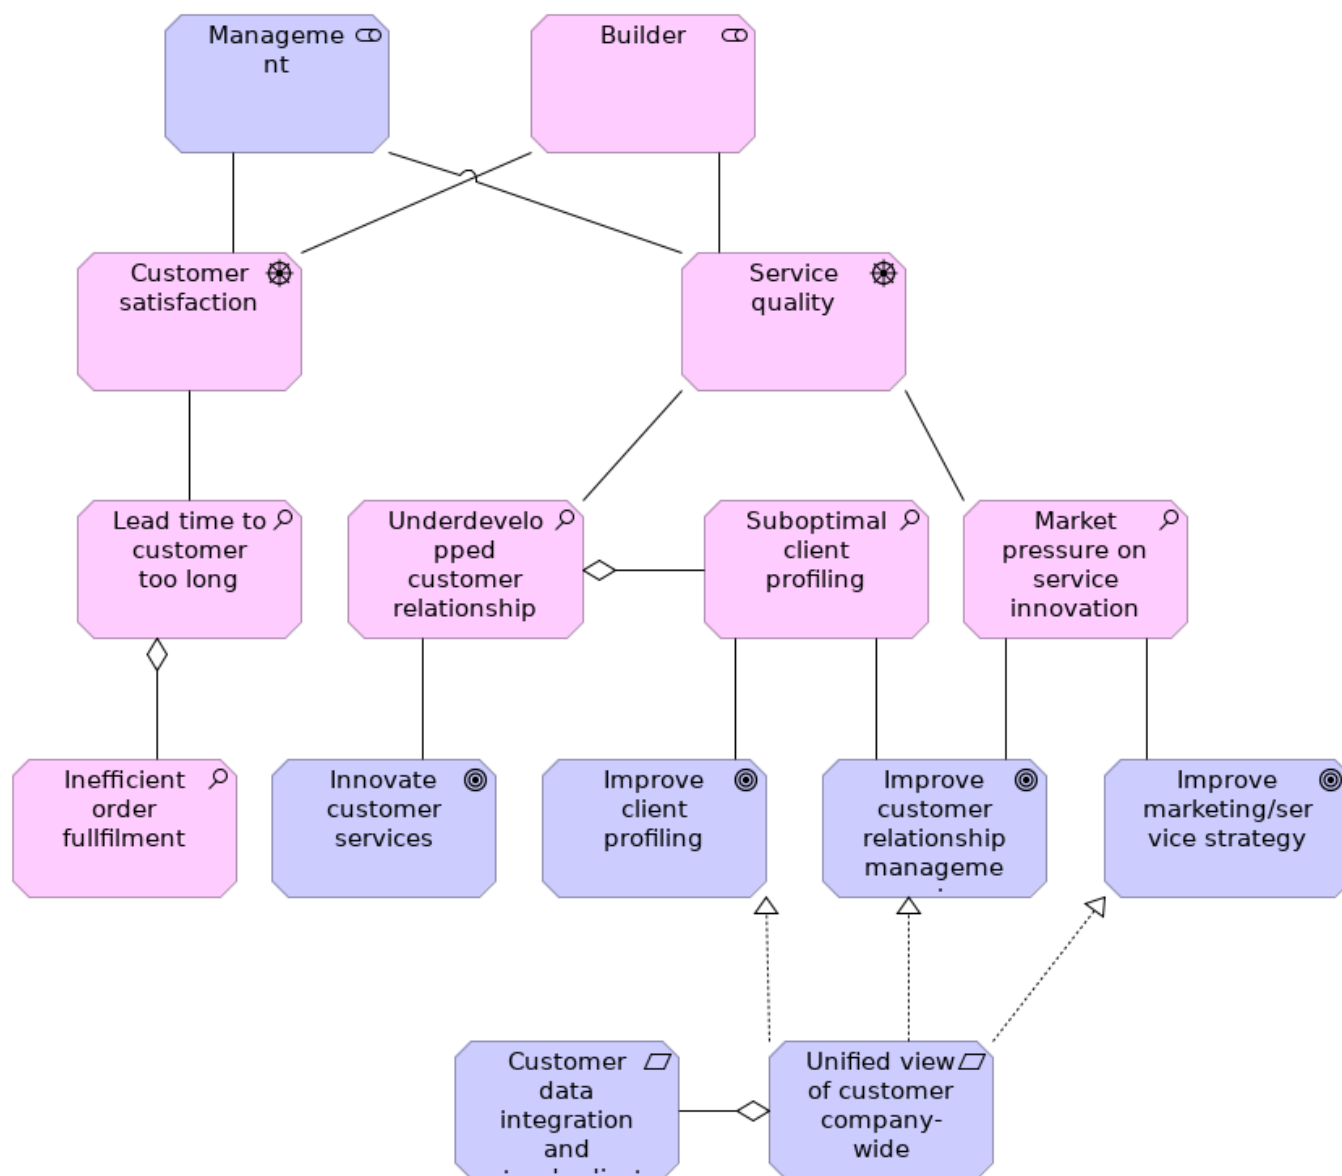 Manageme
nt
Builder
Customer
satisfaction
Service
quality
Lead time to
customer
too long
Underdevelo
pped
customer
relationship
Suboptimal
client
profiling
Market
pressure on
service
innovation
Inefficient
order
fullfilment
Innovate
customer
services
Improve
client
profiling
Improve
customer
relationship
manageme
Improve
marketing/ser
vice strategy
Customer
data
integration
and
Unified view
of customer
company-
wide